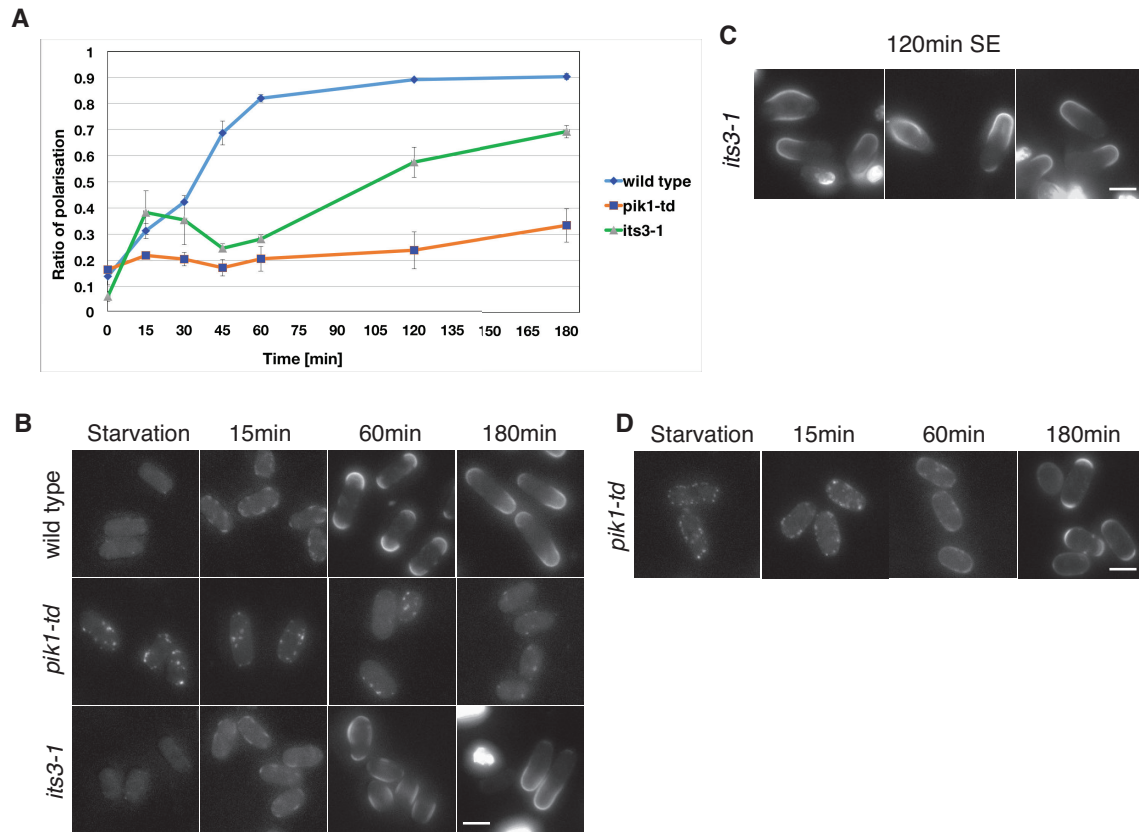 A
1
0.9
0.8
0.7
0.6
0.5
0.4
0.3
0.2
0.1
0
Ratio of polarisation
0 15 30 45 60 75 90 105 120 135 150 165 180
Time [min]
wild type
pik1-td
its3-1
C
120min SE
its3-1
B
Starvation 15min 60min 180min
wild type
pik1-td
its3-1
D
Starvation 15min 60min 180min
pik1-td